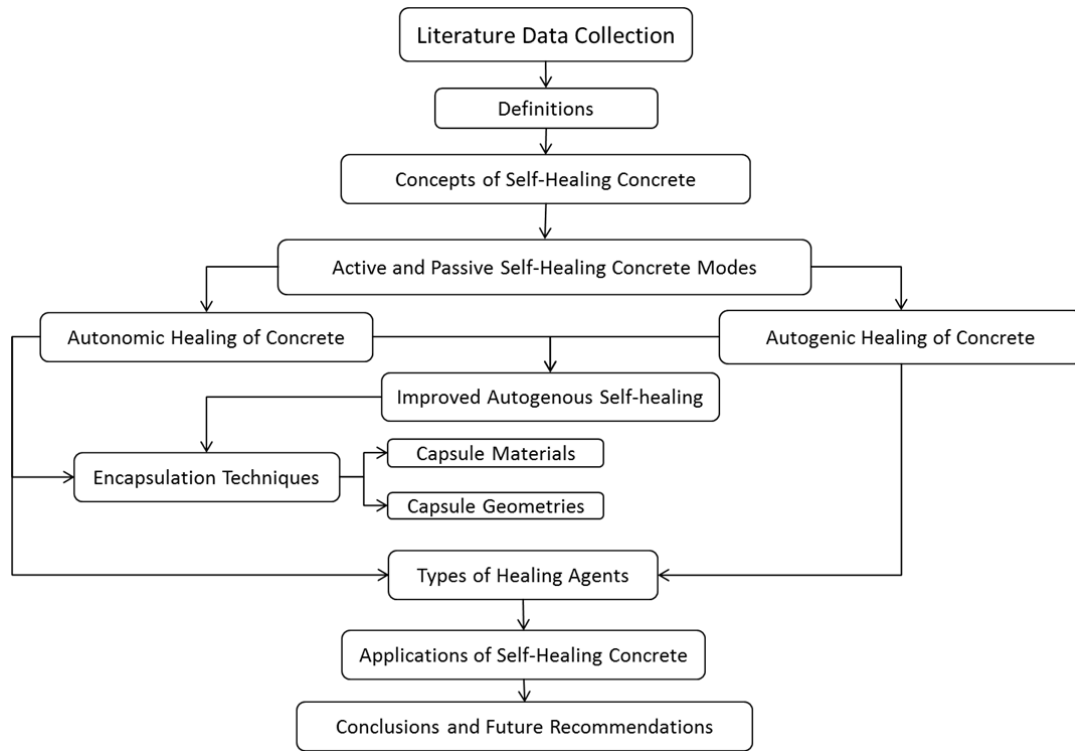 Literature Data Collection
Definitions
Concepts of Self-Healing Concrete
Active and Passive Self-Healing Concrete Modes
Autonomic Healing of Concrete
Autogenic Healing of Concrete
Improved Autogenous Self-healing
Capsule Materials
Encapsulation Techniques
Capsule Geometries
Types of Healing Agents
Applications of Self-Healing Concrete
Conclusions and Future Recommendations